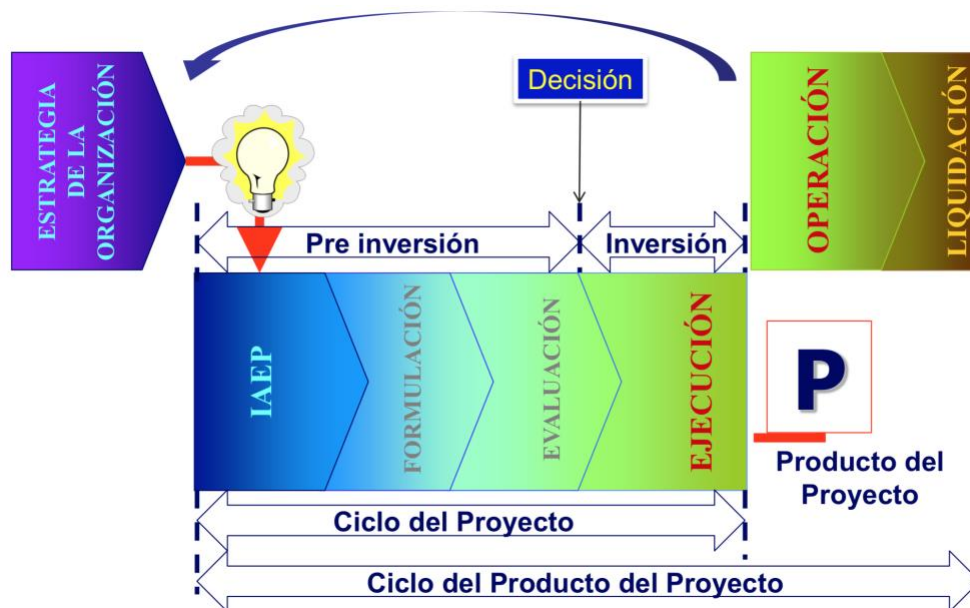 ESTRATEGIA
DE LA
ORGANIZACIÓN
Decisión
OPERACIÓN
LIQUIDACIÓN
Pre inversión
Inversión
IAEP
FORMULACIÓN
EVALUACIÓN
EJECUCIÓN
P
Producto del
Proyecto
Ciclo del Proyecto
Ciclo del Producto del Proyecto